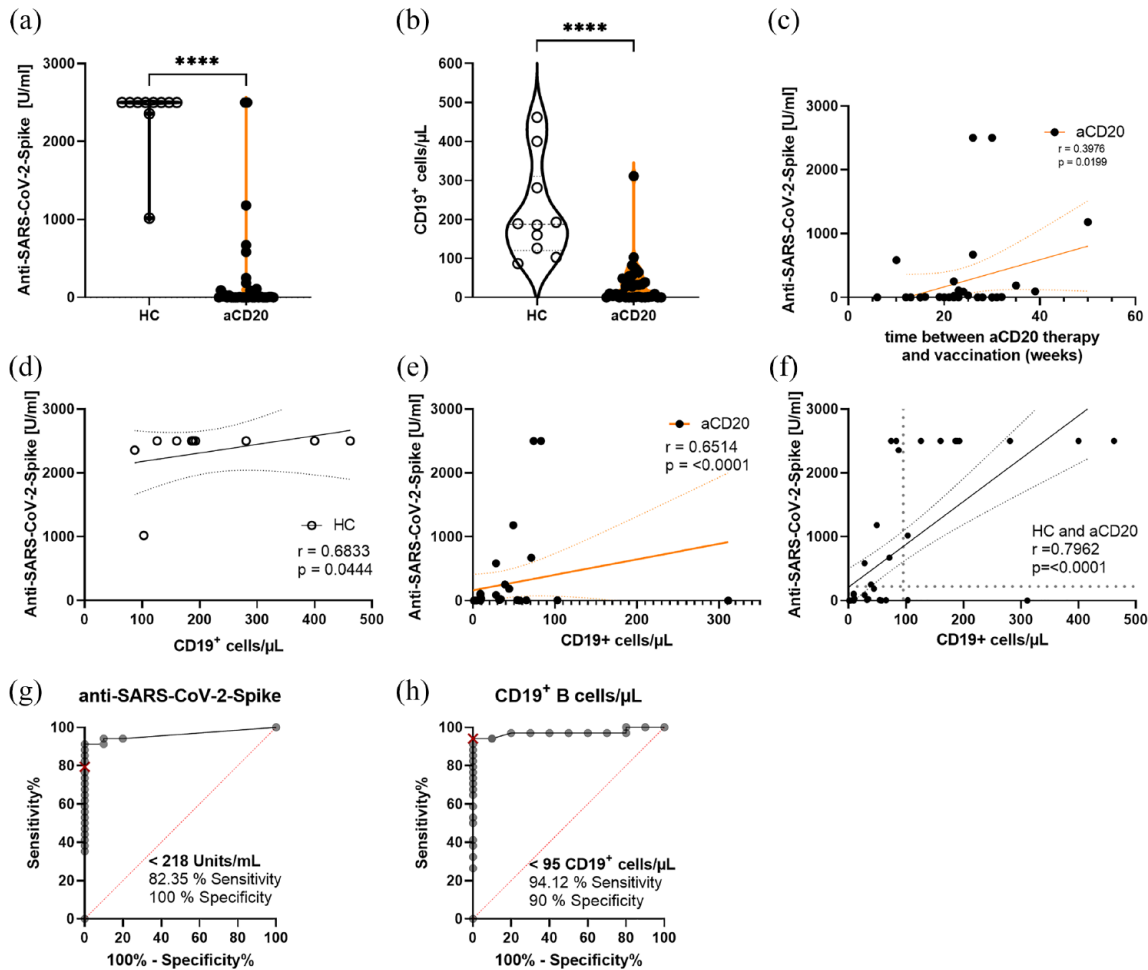 (a)
****
Anti-SARS-CoV-2-Spike [U/ml]
3000
2000
1000
0
HC
aCD20
(b)
****
CD19⁺ cells/µL
600
500
400
300
200
100
0
HC
aCD20
(c)
Anti-SARS-CoV-2-Spike [U/ml]
3000
2000
1000
0
aCD20
r = 0.3976
p = 0.0199
0 20 40 60
time between aCD20 therapy
and vaccination (weeks)
(d)
Anti-SARS-CoV-2-Spike [U/ml]
3000
2000
1000
0
HC
r = 0.6833
p = 0.0444
0 100 200 300 400 500
CD19⁺ cells/µL
(e)
Anti-SARS-CoV-2-Spike [U/ml]
3000
2000
1000
0
aCD20
r = 0.6514
p = <0.0001
0 100 200 300
CD19+ cells/µL
(f)
Anti-SARS-CoV-2-Spike [U/ml]
3000
2000
1000
0
HC and aCD20
r =0.7962
p=<0.0001
0 100 200 300 400 500
CD19+ cells/µL
(g)
anti-SARS-CoV-2-Spike
Sensitivity%
100
80
60
40
20
0
< 218 Units/mL
82.35 % Sensitivity
100 % Specificity
0 20 40 60 80 100
100% - Specificity%
(h)
CD19⁺ B cells/µL
Sensitivity%
100
80
60
40
20
0
< 95 CD19⁺ cells/µL
94.12 % Sensitivity
90 % Specificity
0 20 40 60 80 100
100% - Specificity%